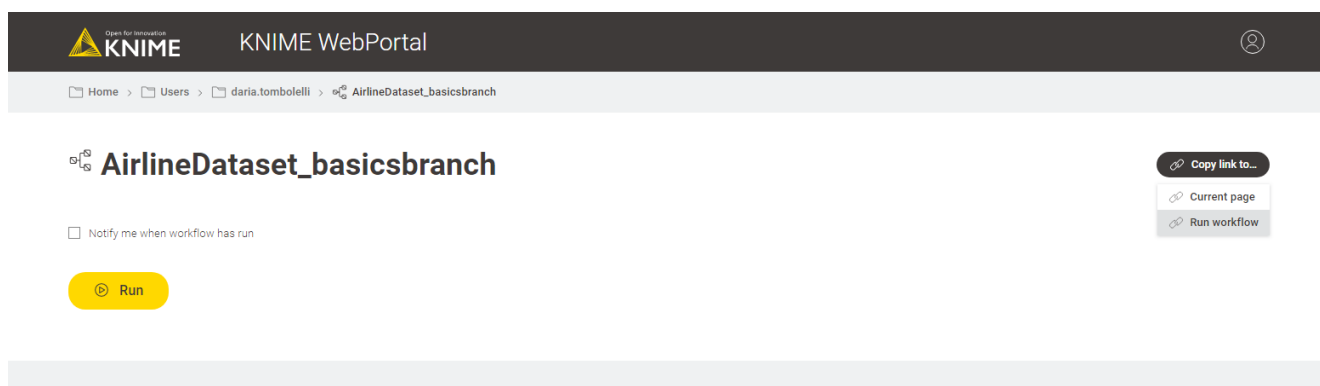 Open for Innovation
KNIME
KNIME WebPortal
Home > Users > daria.tombolelli > AirlineDataset_basicsbranch
AirlineDataset_basicsbranch
Copy link to...
Current page
Run workflow
Notify me when workflow has run
Run